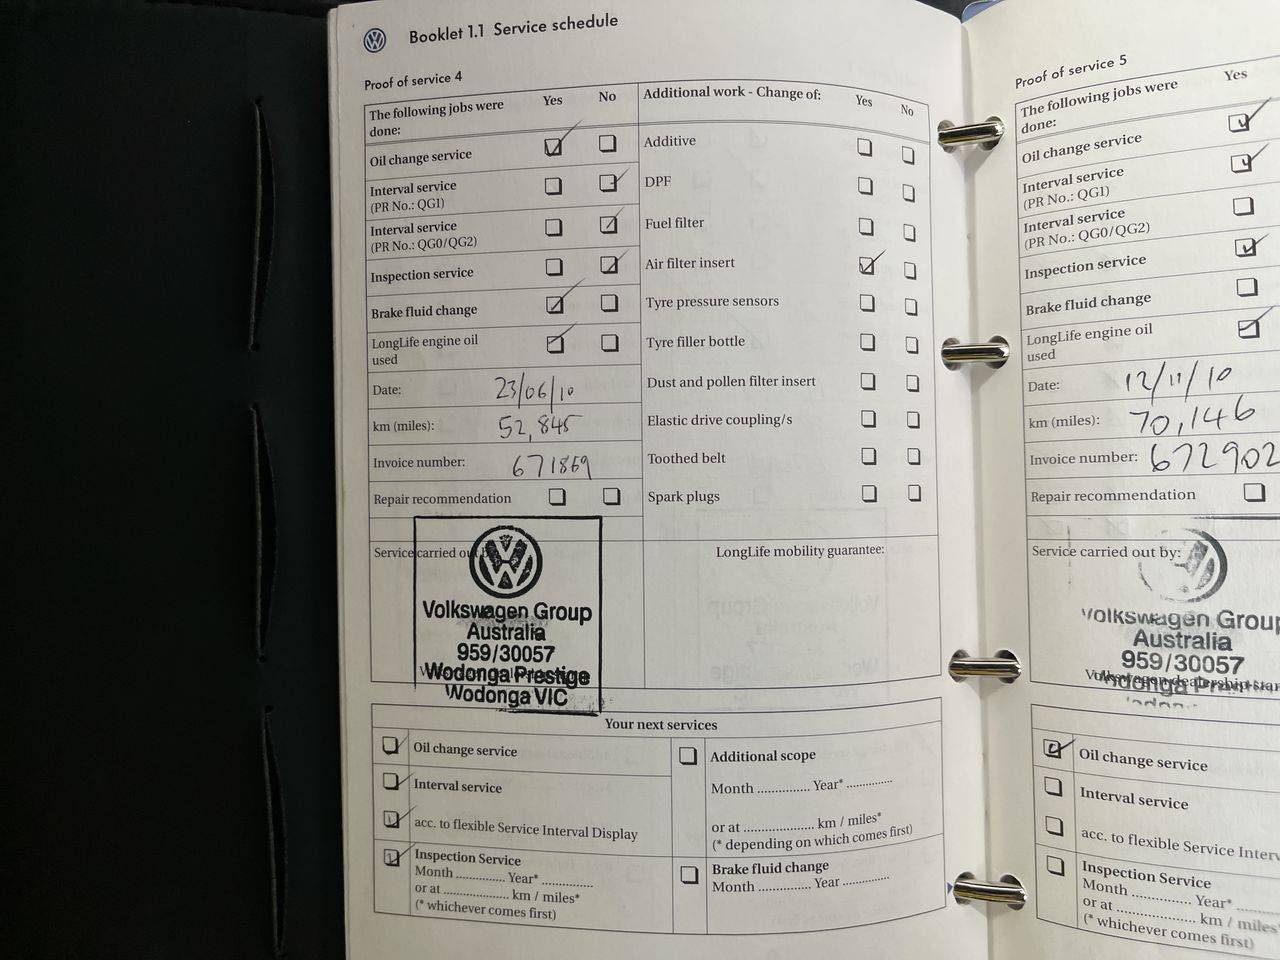 Booklet 1.1 Service schedule
Proof of service 4
The following jobs were done:
Yes No
Additional work - Change of:
Yes No
Oil change service
Additive
Interval service
(PR No.: QG1)
DPF
Interval service
(PR No.: QG0/QG2)
Fuel filter
Inspection service
Air filter insert
Brake fluid change
Tyre pressure sensors
LongLife engine oil
used
Tyre filler bottle
Date: 23/06/10
Dust and pollen filter insert
km (miles): 52,845
Elastic drive coupling/s
Invoice number: 671869
Toothed belt
Repair recommendation
Spark plugs
Service carried out by:
LongLife mobility guarantee:
Volkswagen Group
Australia
959/30057
Wodonga Prestige
Wodonga VIC
Your next services
Oil change service
Interval service
acc. to flexible Service Interval Display
Inspection Service
Month .............. Year* ..............
or at .................... km / miles*
(* whichever comes first)
Additional scope
Month .............. Year* ..............
or at .................... km / miles*
(* depending on which comes first)
Brake fluid change
Month .............. Year ..............
Proof of service 5
The following jobs were
done:
Yes
Oil change service
Interval service
(PR No.: QG1)
Interval service
(PR No.: QG0/QG2)
Inspection service
Brake fluid change
LongLife engine oil
used
Date: 12/11/10
km (miles): 70,146
Invoice number: 672902
Repair recommendation
Service carried out by:
Volkswagen Group
Australia
959/30057
Volkswagen dealership
Oil change service
Interval service
acc. to flexible Service
Inspection Service
Month .............. Year*
or at .................... km / miles*
(* whichever comes first)